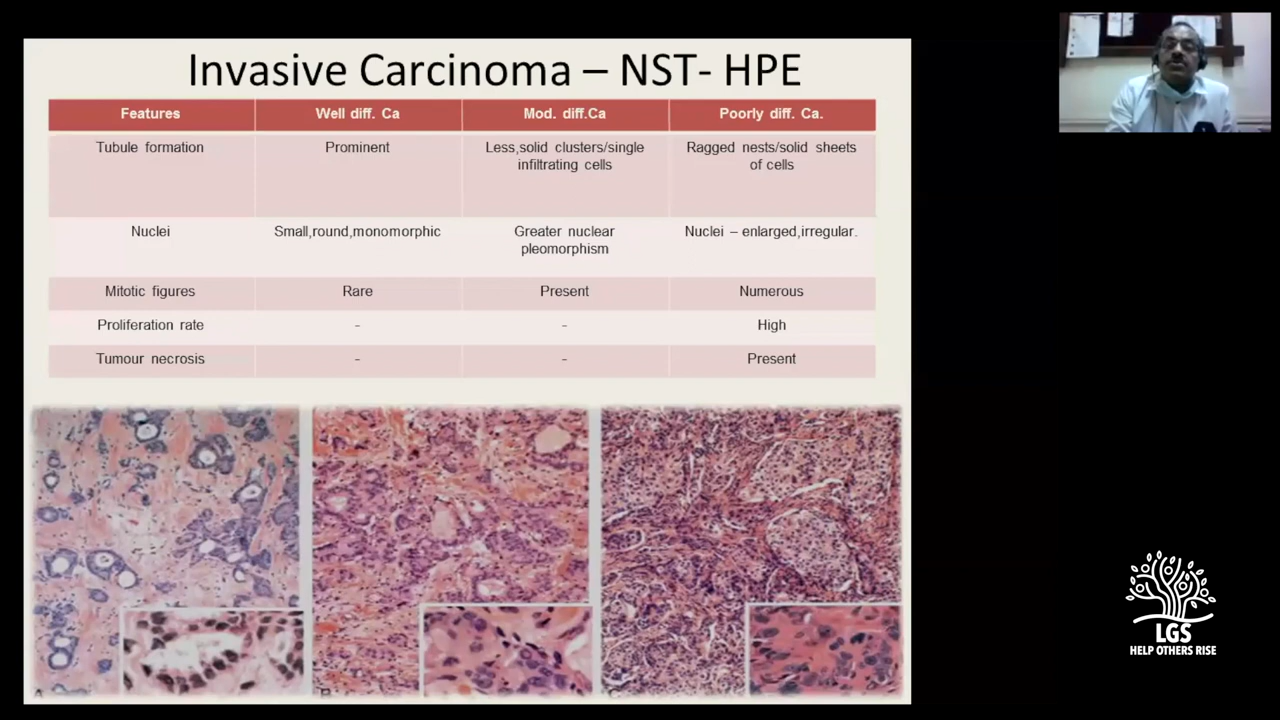 Invasive Carcinoma – NST- HPE
Features Well diff. Ca Mod. diff.Ca Poorly diff. Ca.
Tubule formation Prominent Less,solid clusters/single infiltrating cells Ragged nests/solid sheets of cells
Nuclei Small,round,monomorphic Greater nuclear pleomorphism Nuclei – enlarged,irregular.
Mitotic figures Rare Present Numerous
Proliferation rate - - High
Tumour necrosis - - Present
A
B
C
LGS
HELP OTHERS RISE